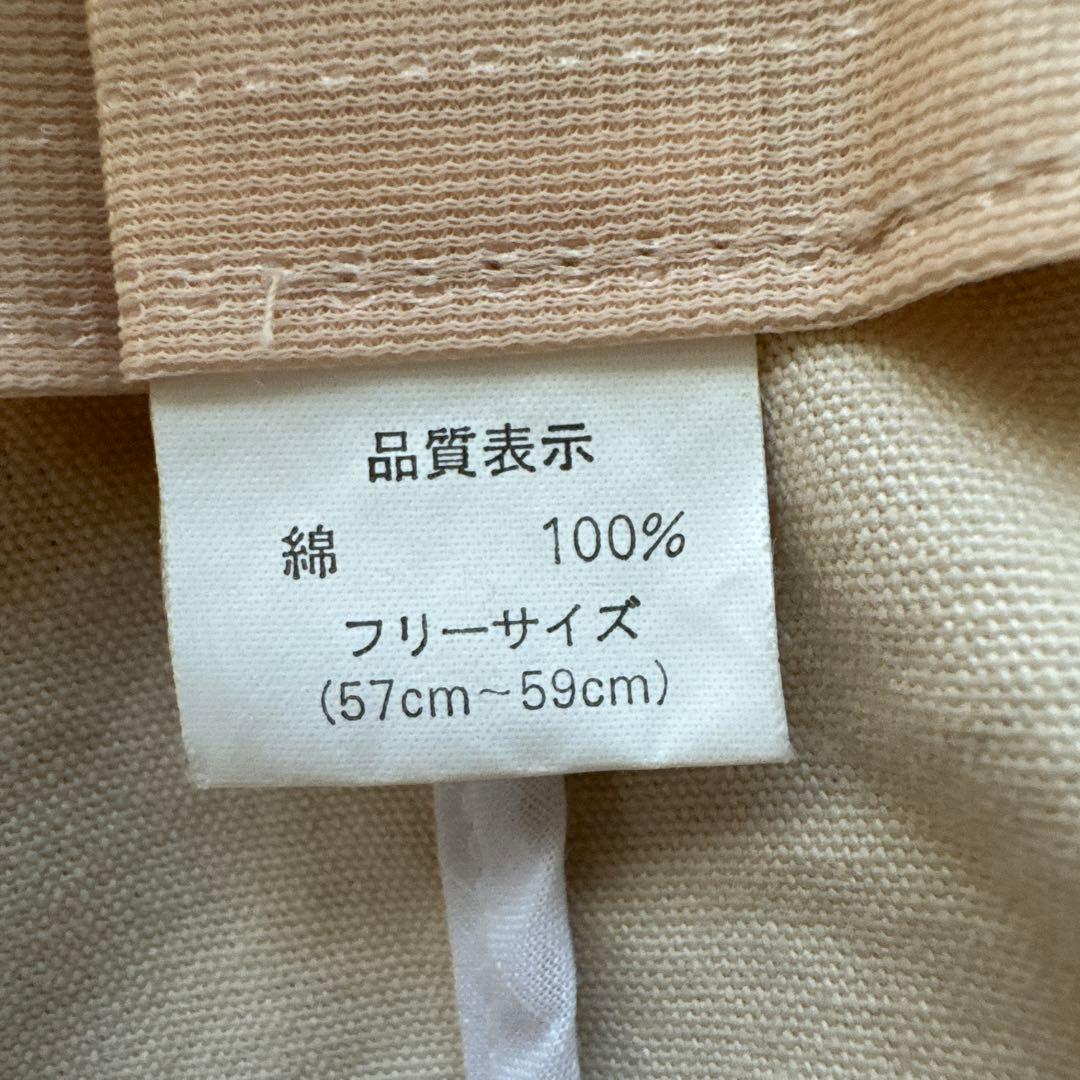 品質表示
綿 100%
フリーサイズ
(57cm~59cm)